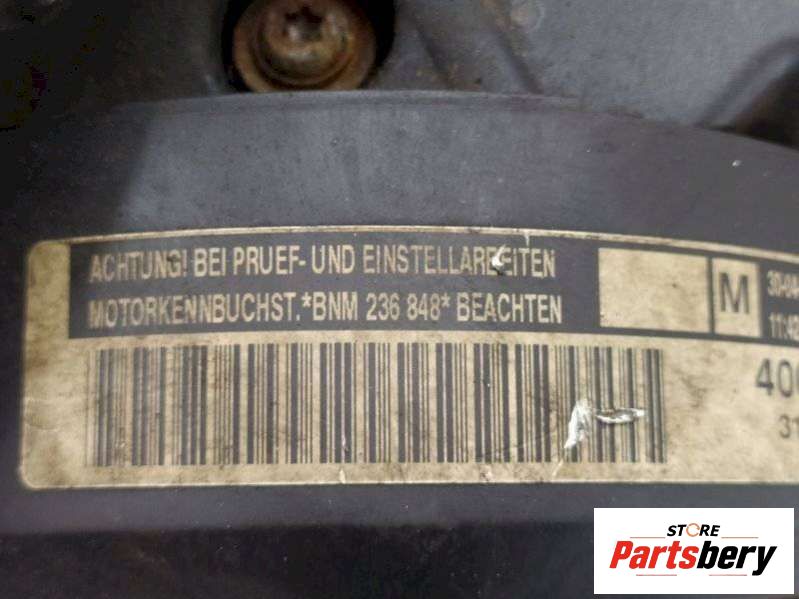 ACHTUNG! BEI PRUEF- UND EINSTELLARBEITEN
MOTORKENNBUCHST.*BNM 236 848* BEACHTEN
M
STORE
Partsbery